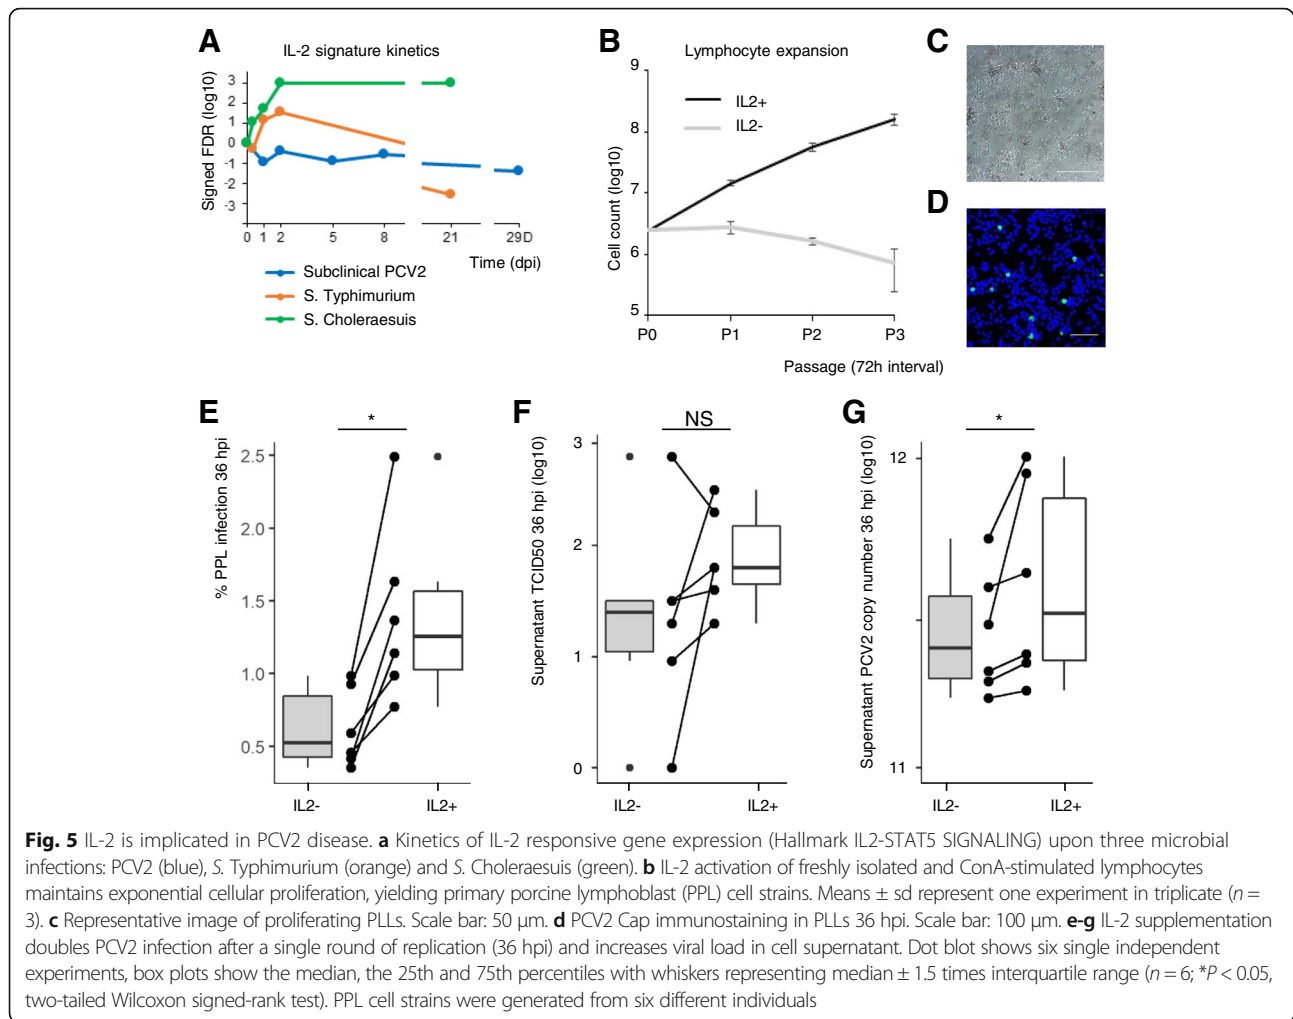 A
IL-2 signature kinetics
Signed FDR (log10)
3
2
1
0
-1
-2
-3
0 1 2 5 8 21 29D
Time (dpi)
Subclinical PCV2
S. Typhimurium
S. Choleraesuis
B
Lymphocyte expansion
Cell count (log10)
9
8
7
6
5
IL2+
IL2-
P0 P1 P2 P3
Passage (72h interval)
C
D
E
*
% PPL infection 36 hpi
2.5
2.0
1.5
1.0
0.5
IL2- IL2+
F
NS
Supernatant TCID50 36 hpi (log10)
3
2
1
0
IL2- IL2+
G
*
Supernatant PCV2 copy number 36 hpi (log10)
12
11
IL2- IL2+
Fig. 5 IL-2 is implicated in PCV2 disease. a Kinetics of IL-2 responsive gene expression (Hallmark IL2-STAT5 SIGNALING) upon three microbial
infections: PCV2 (blue), S. Typhimurium (orange) and S. Choleraesuis (green). b IL-2 activation of freshly isolated and ConA-stimulated lymphocytes
maintains exponential cellular proliferation, yielding primary porcine lymphoblast (PPL) cell strains. Means ± sd represent one experiment in triplicate (n =
3). c Representative image of proliferating PLLs. Scale bar: 50 μm. d PCV2 Cap immunostaining in PLLs 36 hpi. Scale bar: 100 μm. e-g IL-2 supplementation
doubles PCV2 infection after a single round of replication (36 hpi) and increases viral load in cell supernatant. Dot blot shows six single independent
experiments, box plots show the median, the 25th and 75th percentiles with whiskers representing median ± 1.5 times interquartile range (n = 6; *P < 0.05,
two-tailed Wilcoxon signed-rank test). PPL cell strains were generated from six different individuals